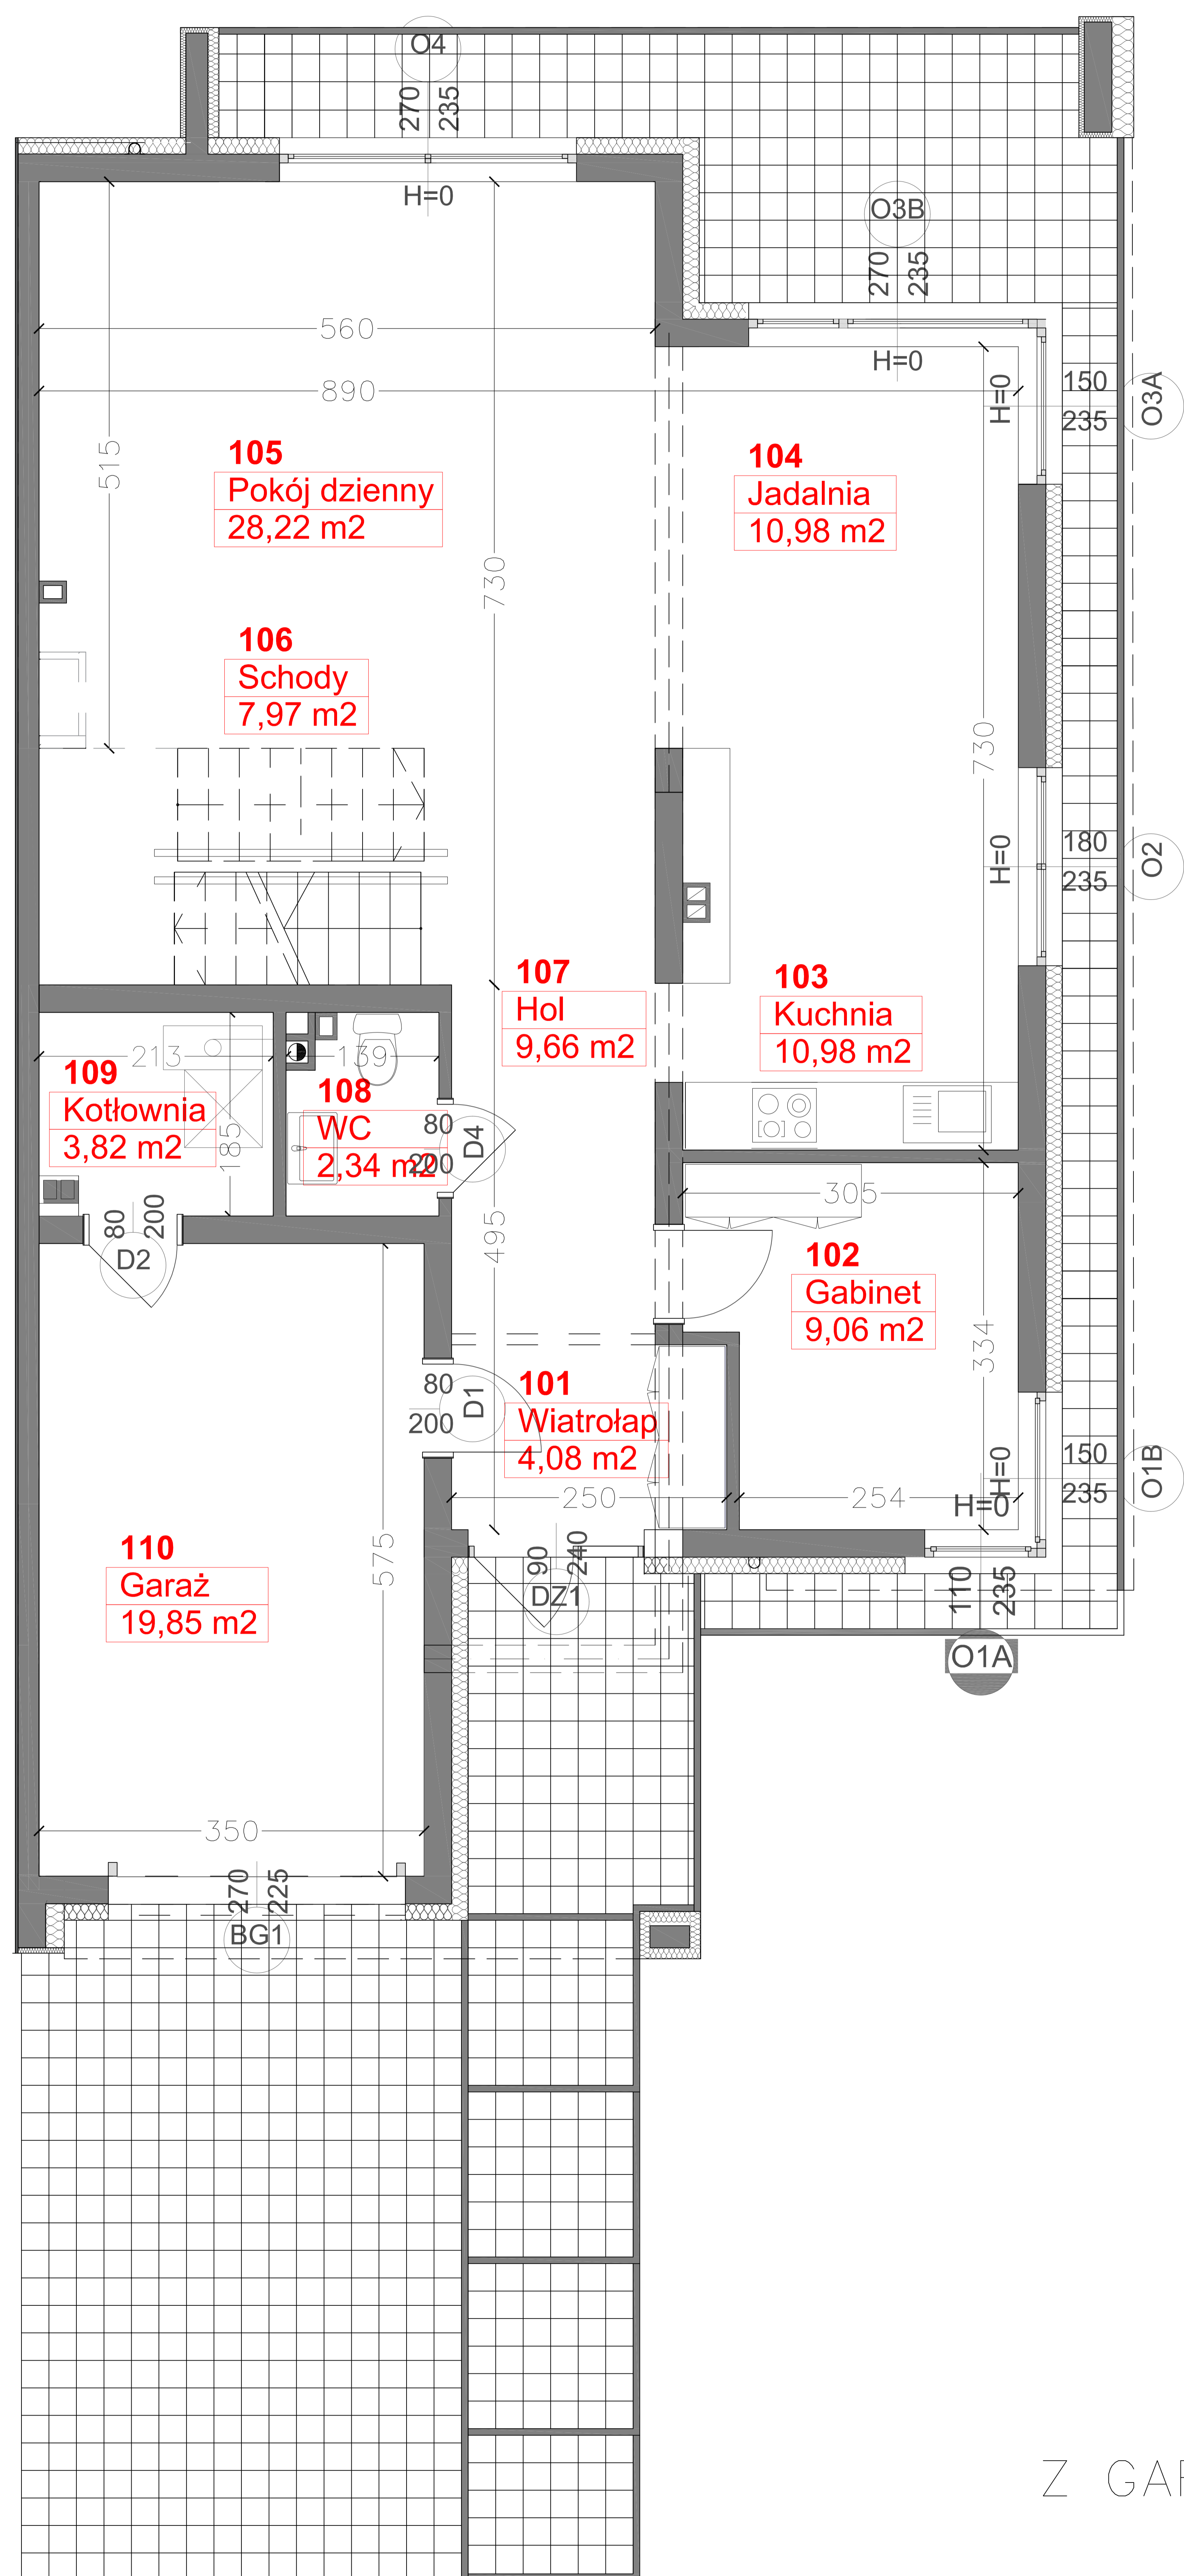 O4
270
235
H=0
O3B
270
235
H=0
560
890
H=0
150
235
O3A
515
105
Pokój dzienny
28,22 m2
104
Jadalnia
10,98 m2
730
106
Schody
7,97 m2
730
H=0
180
235
O2
107
Hol
9,66 m2
103
Kuchnia
10,98 m2
213
139
109
Kotłownia
3,82 m2
185
108
WC
2,34 m2
80
200
D4
305
80
200
D2
495
102
Gabinet
9,06 m2
334
80
200
D1
101
Wiatrołap
4,08 m2
H=0
150
235
O1B
250
254
H=0
110
Garaż
19,85 m2
575
90
240
DZ1
110
235
O1A
350
270
225
BG1
Z GA